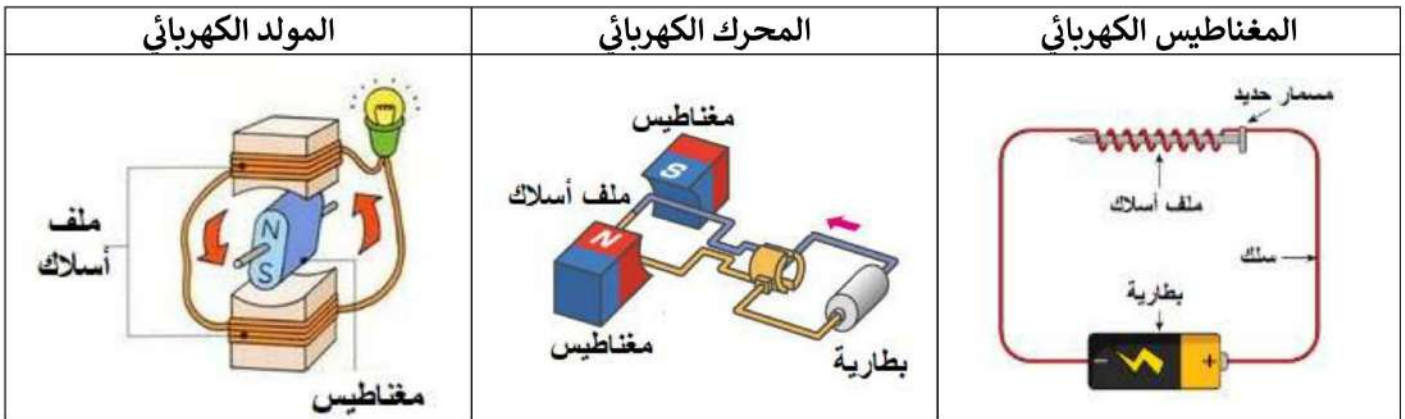 المغناطيس الكهربائي
المحرك الكهربائي
المولد الكهربائي
مسمار حديد
ملف أسلاك
سلك
بطارية
- +
مغناطيس
S
ملف أسلاك
N
مغناطيس
بطارية
ملف
أسلاك
N
S
مغناطيس